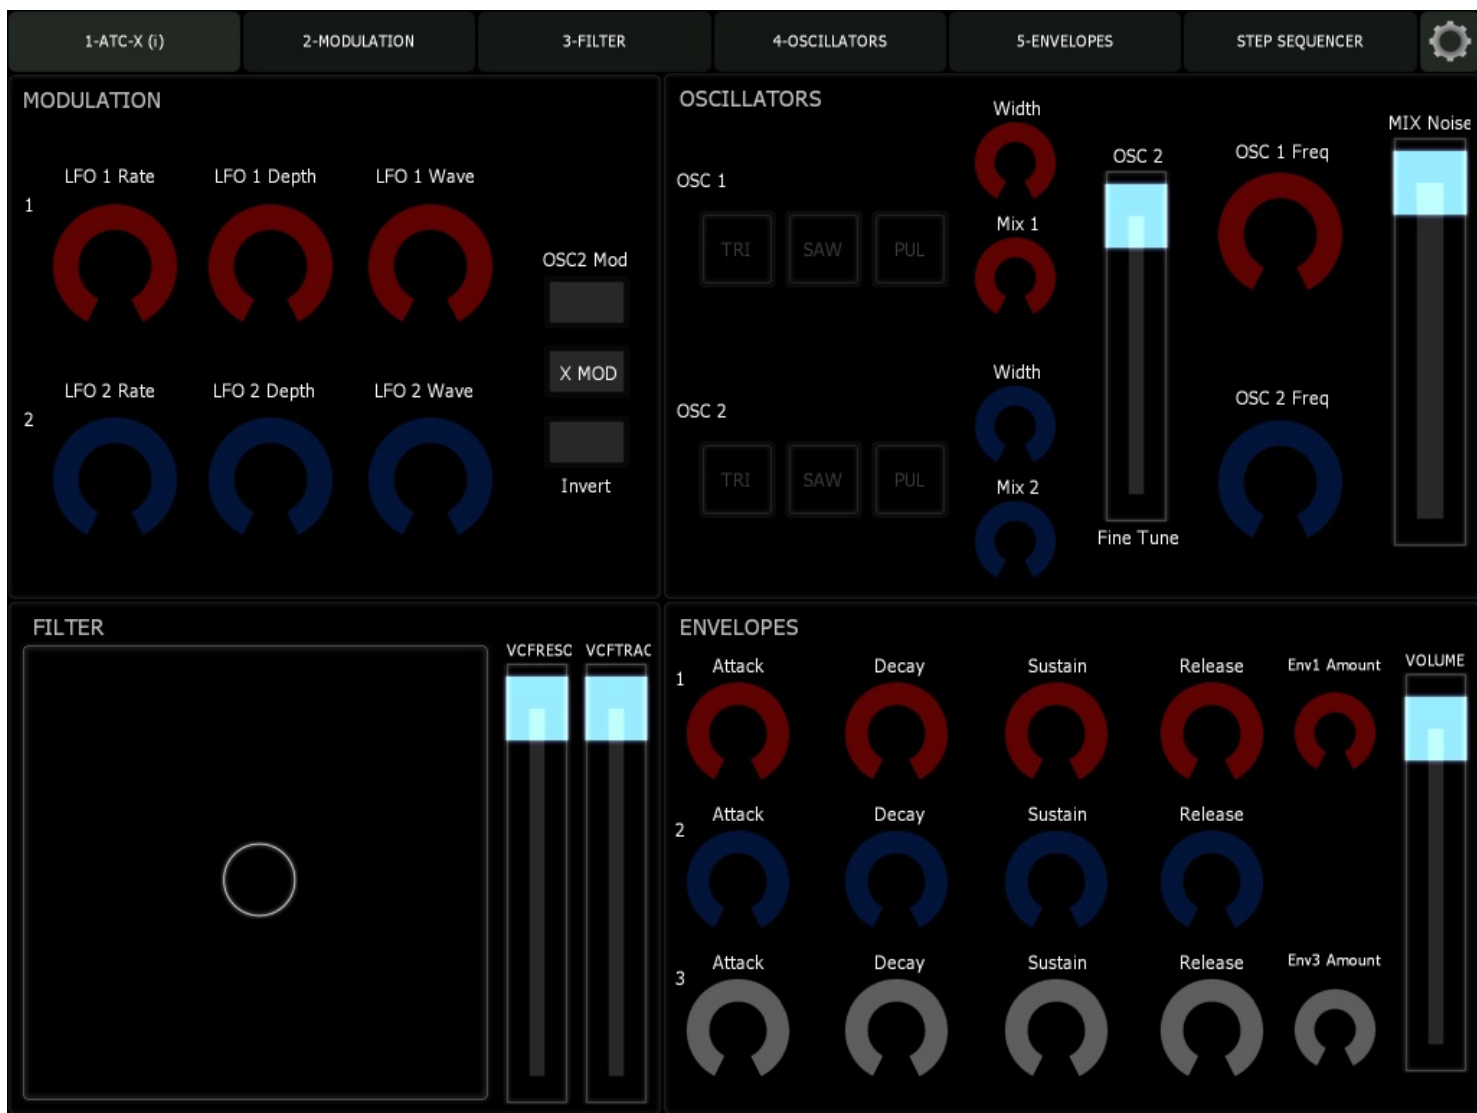 1-ATC-X (i) 2-MODULATION 3-FILTER 4-OSCILLATORS 5-ENVELOPES STEP SEQUENCER
MODULATION
LFO 1 Rate LFO 1 Depth LFO 1 Wave
1
OSC2 Mod
X MOD
LFO 2 Rate LFO 2 Depth LFO 2 Wave
2
Invert
OSCILLATORS
Width
MIX Noise
OSC 2
OSC 1 Freq
OSC 1
Mix 1
TRI SAW PUL
Width
OSC 2 Freq
OSC 2
TRI SAW PUL
Mix 2
Fine Tune
FILTER
VCFRESO VCFTRAC
ENVELOPES
1 Attack Decay Sustain Release Env1 Amount VOLUME
2 Attack Decay Sustain Release
3 Attack Decay Sustain Release Env3 Amount